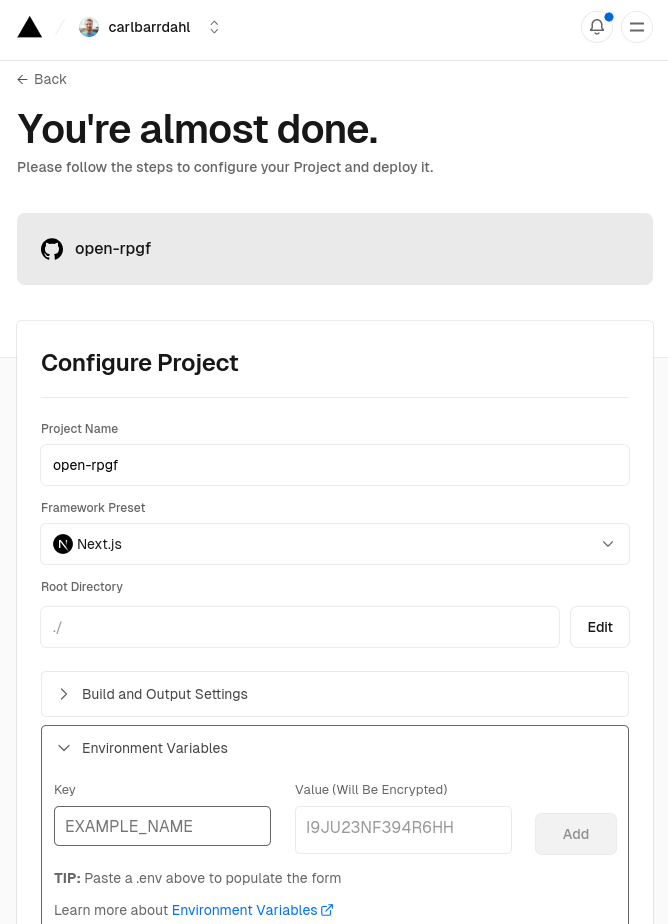 carlbarrdahl
← Back
You're almost done.
Please follow the steps to configure your Project and deploy it.
open-rpgf
Configure Project
Project Name
open-rpgf
Framework Preset
Next.js
Root Directory
./
Edit
Build and Output Settings
Environment Variables
Key
Value (Will Be Encrypted)
EXAMPLE_NAME
I9JU23NF394R6HH
Add
TIP: Paste a .env above to populate the form
Learn more about Environment Variables